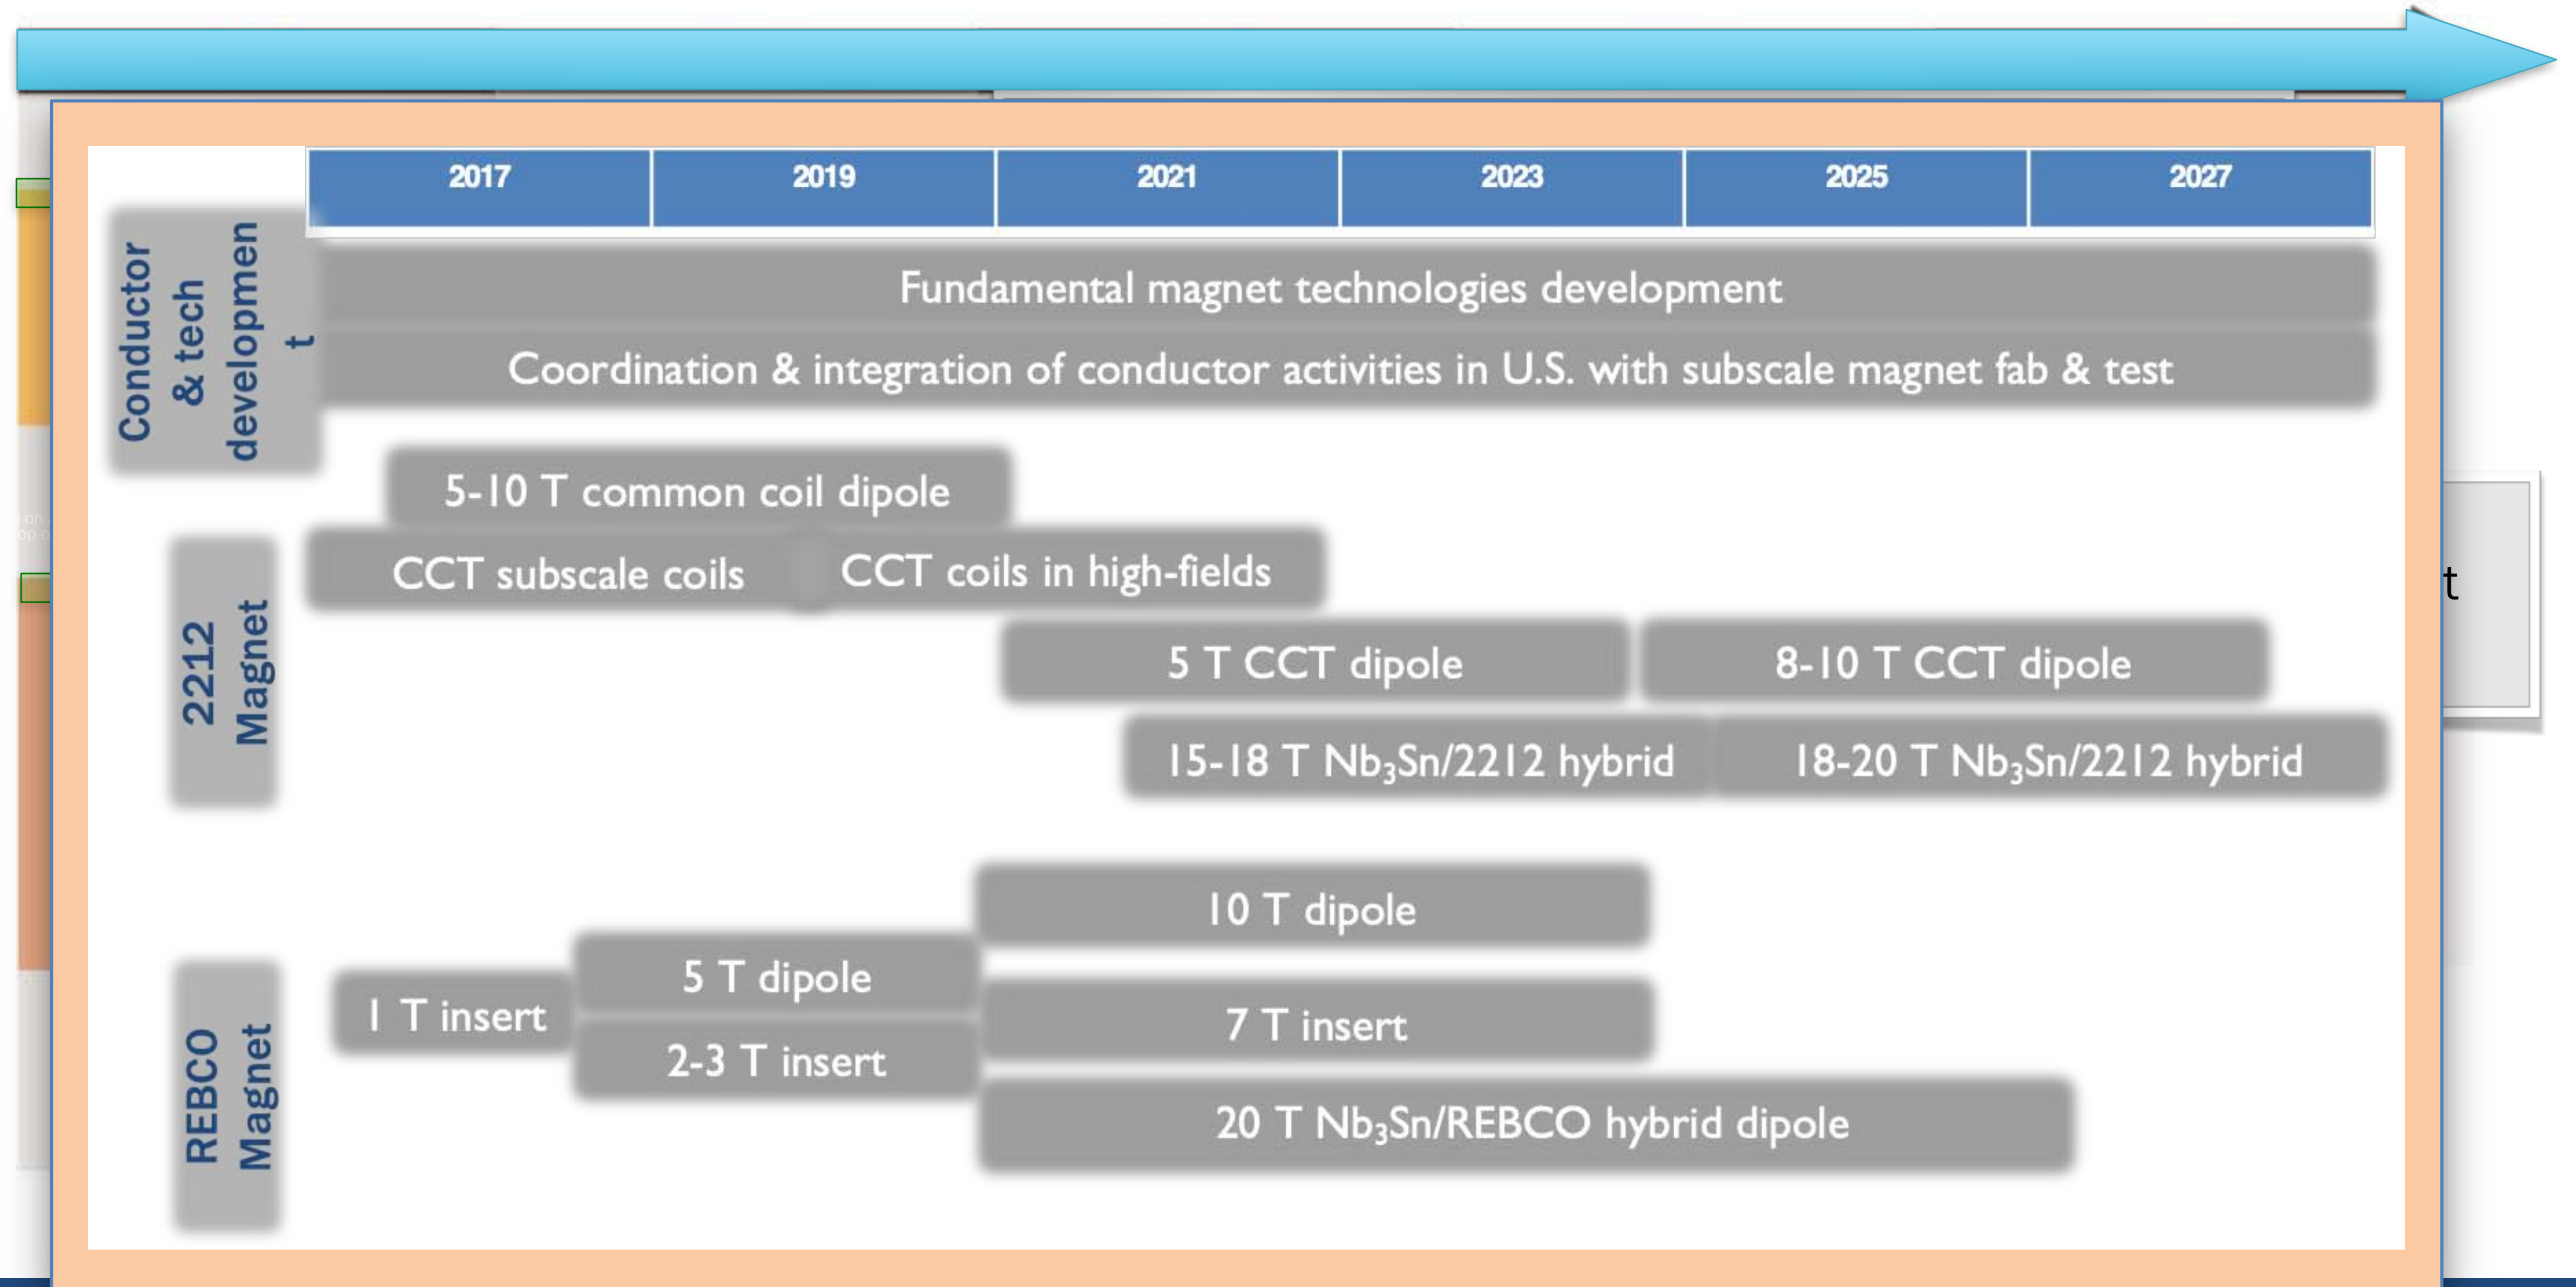 2017 2019 2021 2023 2025 2027
Conductor
& tech
developmen
t
Fundamental magnet technologies development
Coordination & integration of conductor activities in U.S. with subscale magnet fab & test
2212
Magnet
5-10 T common coil dipole
CCT subscale coils
CCT coils in high-fields
5 T CCT dipole
8-10 T CCT dipole
15-18 T Nb₃Sn/2212 hybrid
18-20 T Nb₃Sn/2212 hybrid
REBCO
Magnet
10 T dipole
5 T dipole
1 T insert
7 T insert
2-3 T insert
20 T Nb₃Sn/REBCO hybrid dipole
on
op
t